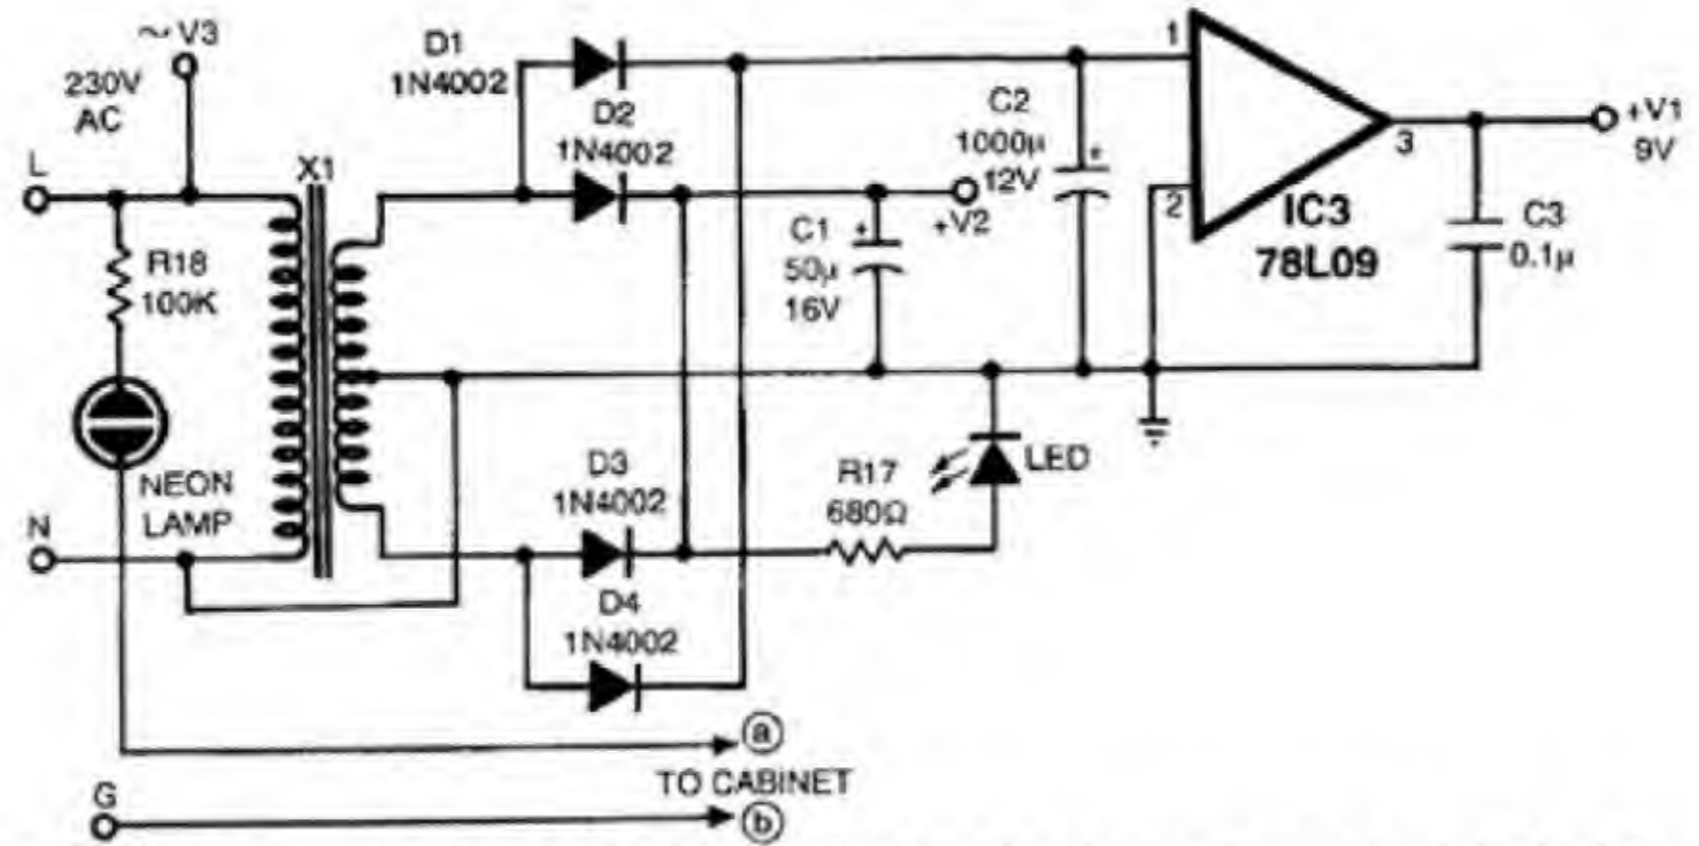 ~V3
230V
AC
L
X1
R18
100K
NEON
LAMP
N
D1
1N4002
D2
1N4002
+V2
C1
+
50µ
16V
C2
1000µ
12V
+
1
2
3
IC3
78L09
+V1
9V
C3
0.1µ
D3
1N4002
D4
1N4002
R17
680Ω
LED
a
TO CABINET
b
G